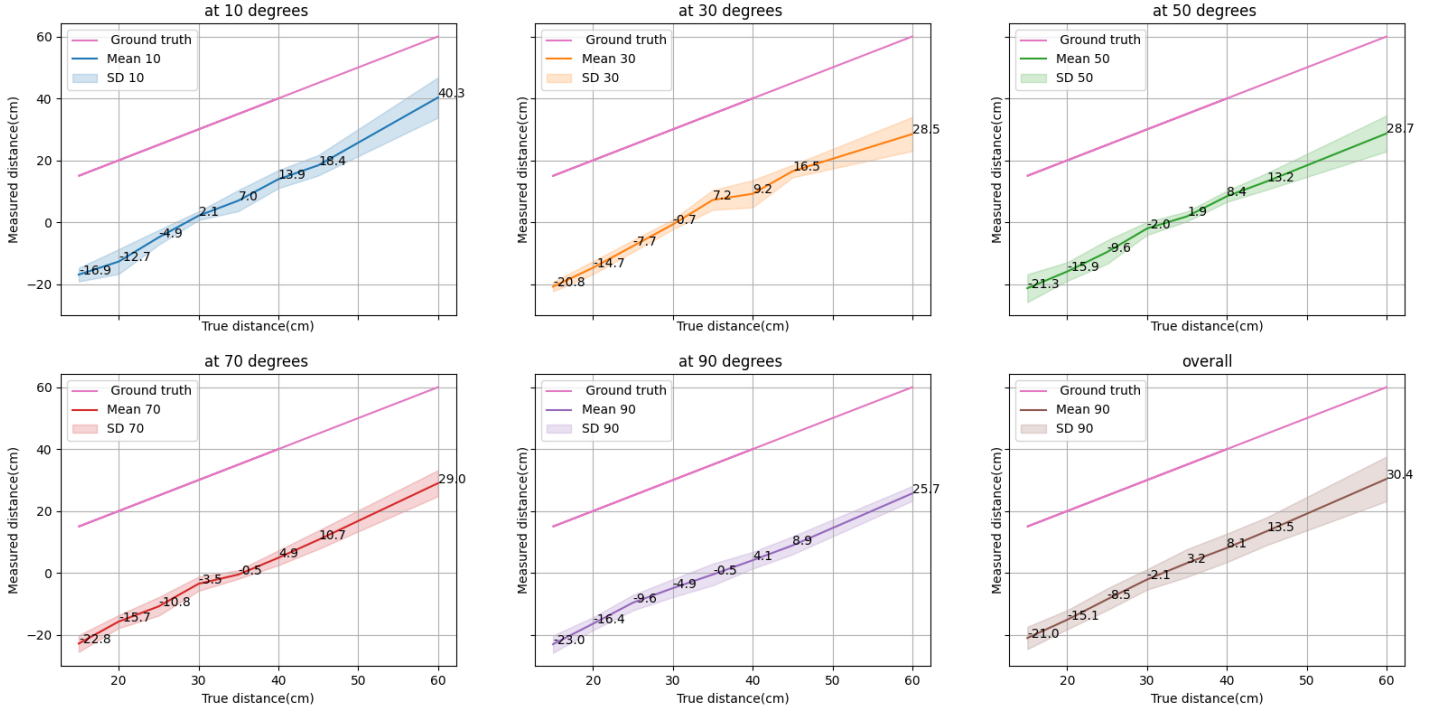 at 10 degrees
Ground truth
Mean 10
SD 10
60
40
20
0
−20
Measured distance(cm)
True distance(cm)
-16.9
-12.7
-4.9
2.1
7.0
13.9
18.4
40.3
at 30 degrees
Ground truth
Mean 30
SD 30
Measured distance(cm)
True distance(cm)
-20.8
-14.7
-7.7
-0.7
7.2
9.2
16.5
28.5
at 50 degrees
Ground truth
Mean 50
SD 50
Measured distance(cm)
True distance(cm)
-21.3
-15.9
-9.6
-2.0
1.9
8.4
13.2
28.7
at 70 degrees
Ground truth
Mean 70
SD 70
60
40
20
0
−20
Measured distance(cm)
-22.8
-15.7
-10.8
-3.5
-0.5
4.9
10.7
29.0
20
30
40
50
60
True distance(cm)
at 90 degrees
Ground truth
Mean 90
SD 90
Measured distance(cm)
-23.0
-16.4
-9.6
-4.9
-0.5
4.1
8.9
25.7
20
30
40
50
60
True distance(cm)
overall
Ground truth
Mean 90
SD 90
Measured distance(cm)
-21.0
-15.1
-8.5
-2.1
3.2
8.1
13.5
30.4
20
30
40
50
60
True distance(cm)